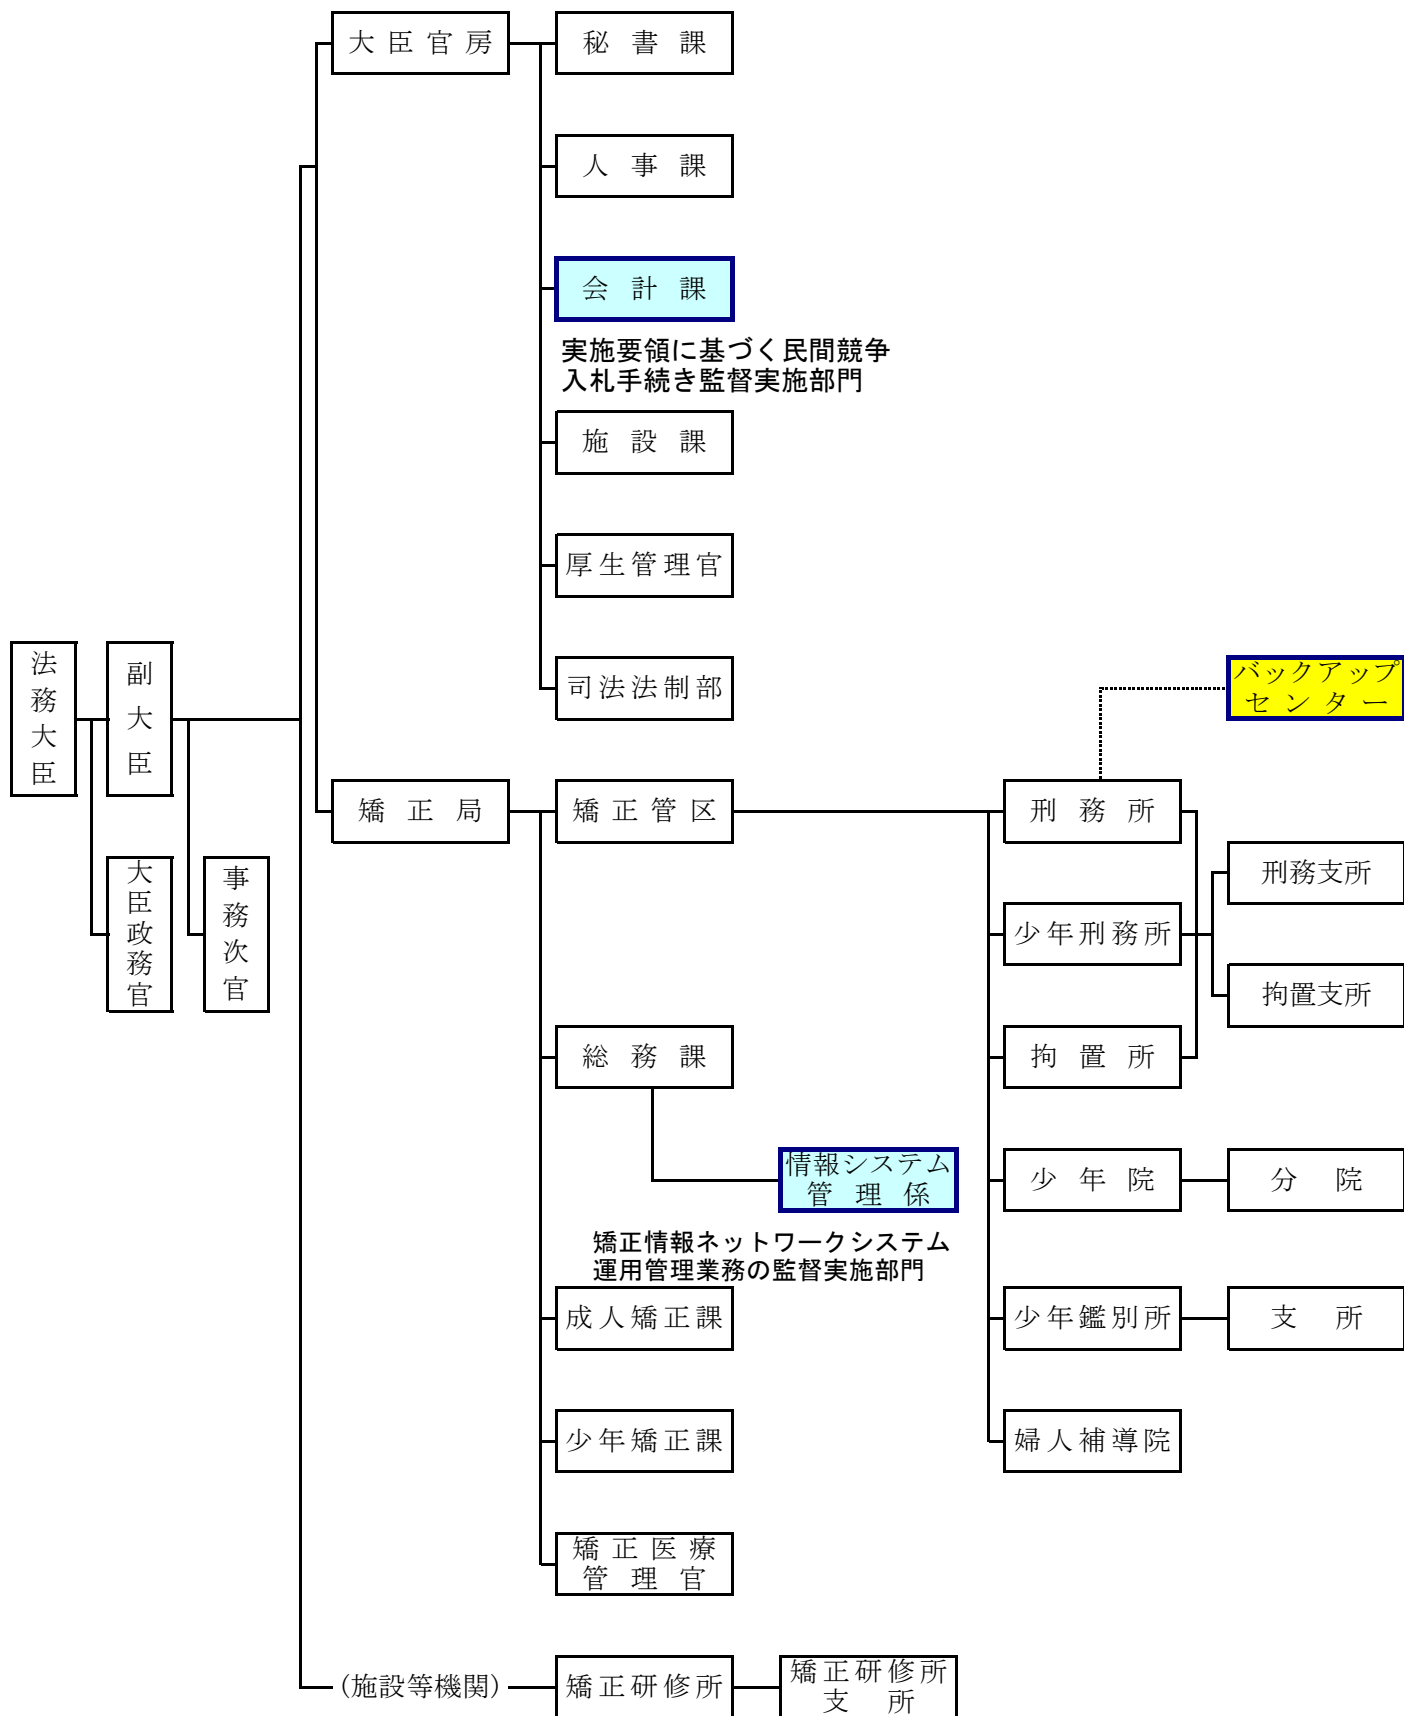 大臣官房
秘書課
人事課
会計課
実施要領に基づく民間競争
入札手続き監督実施部門
施設課
厚生管理官
司法法制部
法務大臣
副大臣
大臣政務官
事務次官
矯正局
矯正管区
総務課
情報システム
管理係
矯正情報ネットワークシステム
運用管理業務の監督実施部門
成人矯正課
少年矯正課
矯正医療
管理官
バックアップ
センター
刑務所
刑務支所
少年刑務所
拘置支所
拘置所
少年院
分院
少年鑑別所
支所
婦人補導院
(施設等機関)
矯正研修所
矯正研修所
支所